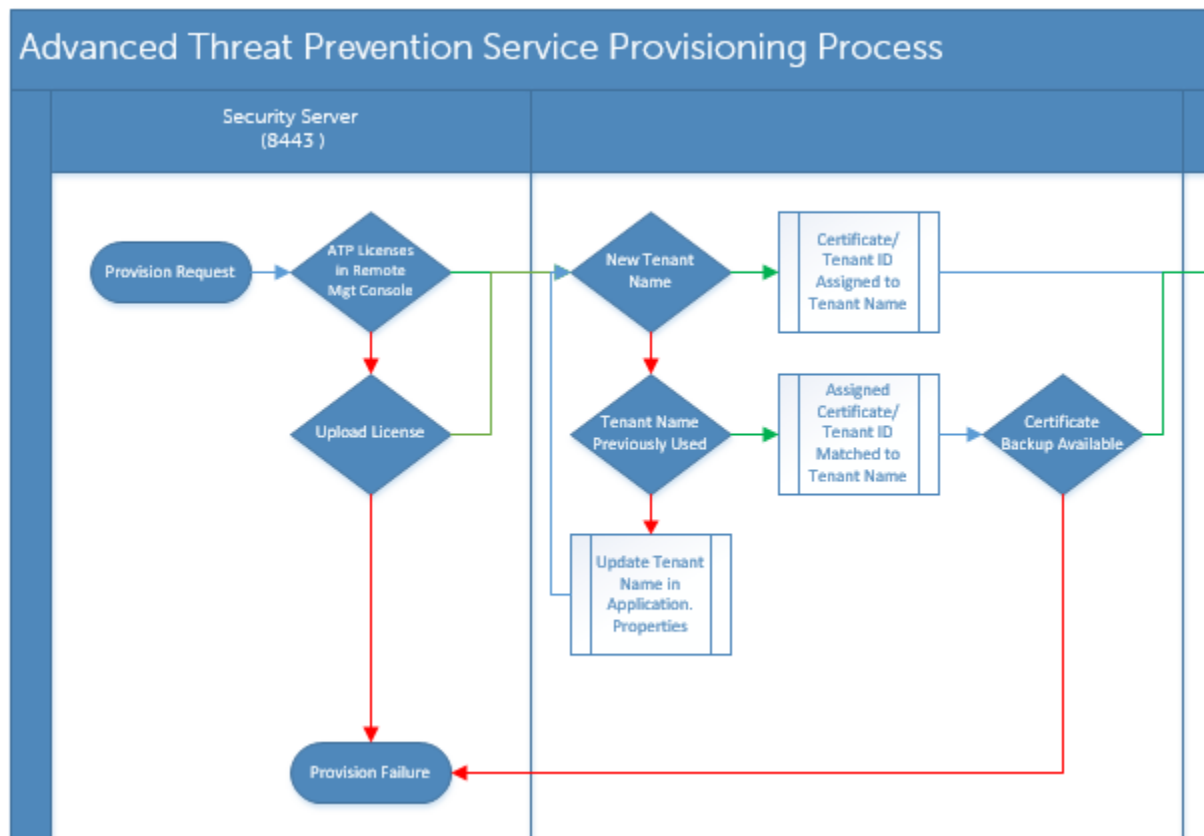 Advanced Threat Prevention Service Provisioning Process
Security Server
(8443 )
Provision Request
ATP Licenses
in Remote
Mgt Console
New Tenant
Name
Certificate/
Tenant ID
Assigned to
Tenant Name
Upload License
Tenant Name
Previously Used
Assigned
Certificate/
Tenant ID
Matched to
Tenant Name
Certificate
Backup Available
Update Tenant
Name in
Application.
Properties
Provision Failure